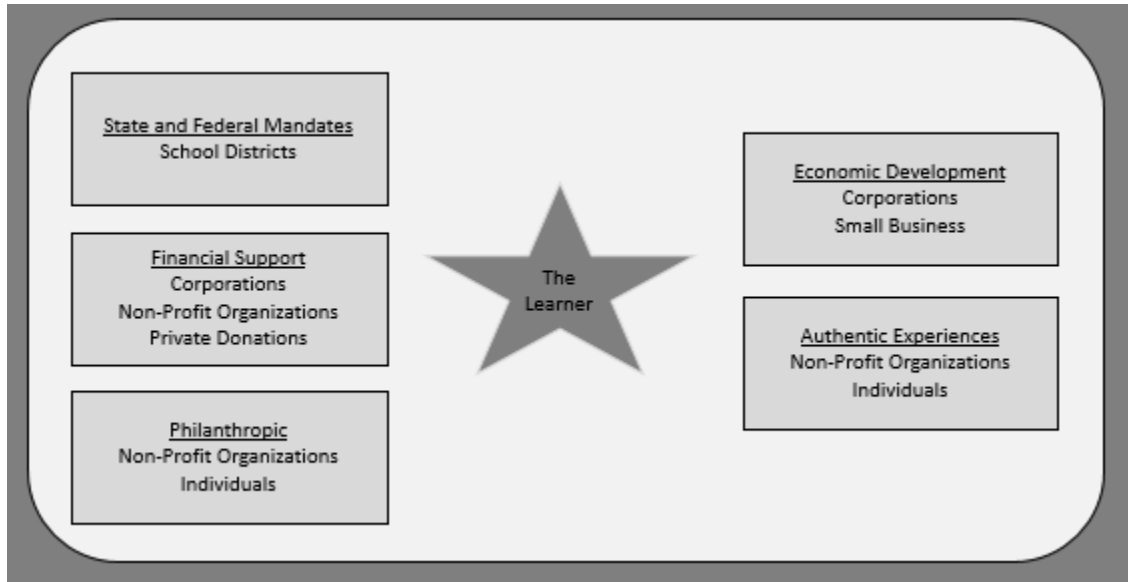 State and Federal Mandates
School Districts
Financial Support
Corporations
Non-Profit Organizations
Private Donations
Philanthropic
Non-Profit Organizations
Individuals
The
Learner
Economic Development
Corporations
Small Business
Authentic Experiences
Non-Profit Organizations
Individuals